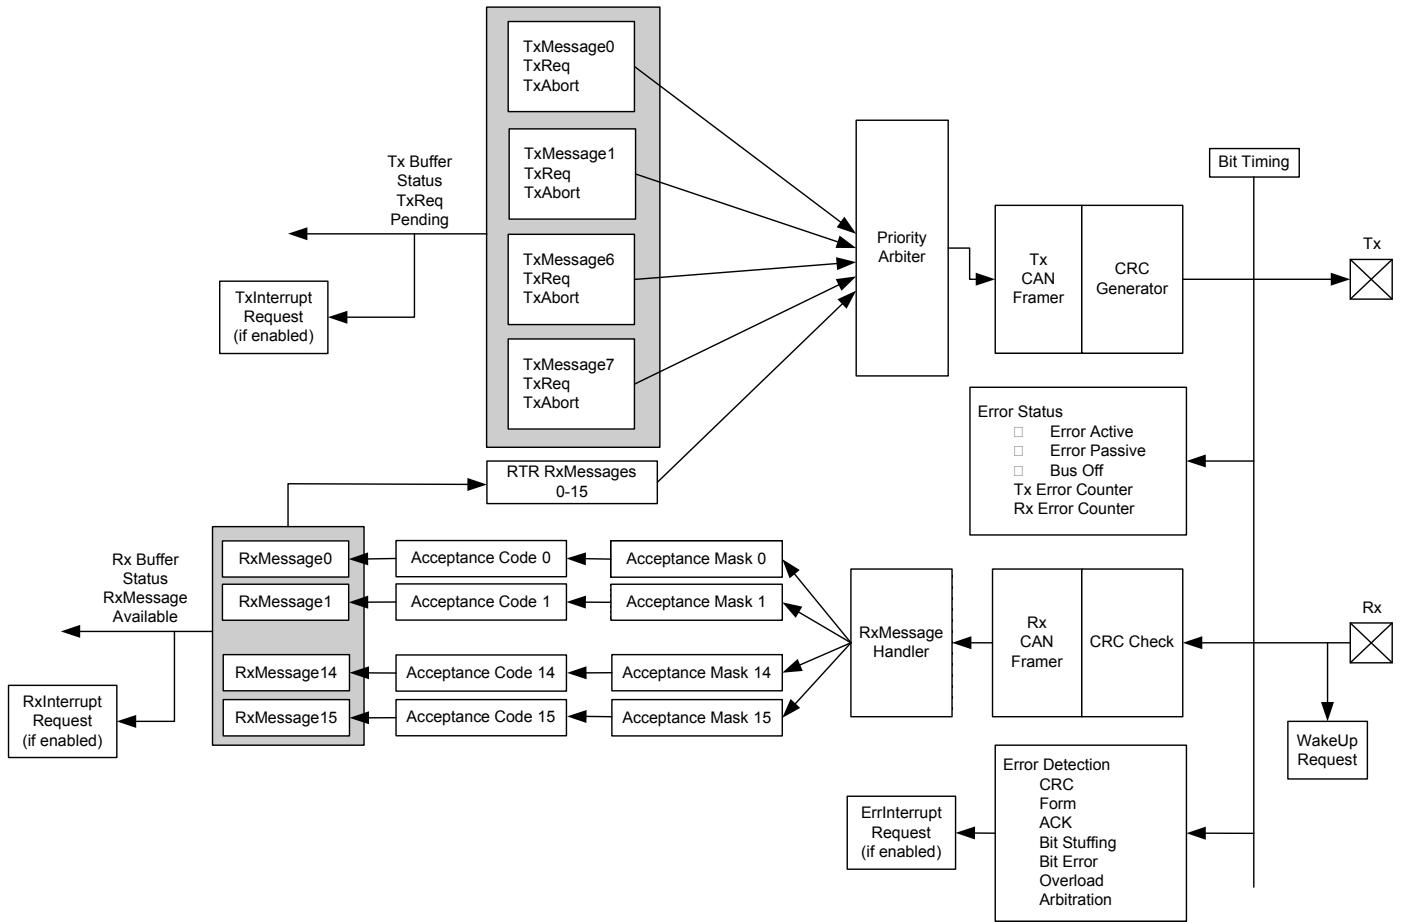 TxMessage0
TxReq
TxAbort
TxMessage1
TxReq
TxAbort
TxMessage6
TxReq
TxAbort
TxMessage7
TxReq
TxAbort
Tx Buffer
Status
TxReq
Pending
TxInterrupt
Request
(if enabled)
Priority
Arbiter
Tx
CAN
Framer
CRC
Generator
Bit Timing
Tx
Error Status
Error Active
Error Passive
Bus Off
Tx Error Counter
Rx Error Counter
RTR RxMessages
0-15
Rx Buffer
Status
RxMessage
Available
RxInterrupt
Request
(if enabled)
RxMessage0
Acceptance Code 0
Acceptance Mask 0
RxMessage1
Acceptance Code 1
Acceptance Mask 1
RxMessage14
Acceptance Code 14
Acceptance Mask 14
RxMessage15
Acceptance Code 15
Acceptance Mask 15
RxMessage
Handler
Rx
CAN
Framer
CRC Check
Rx
WakeUp
Request
ErrInterrupt
Request
(if enabled)
Error Detection
CRC
Form
ACK
Bit Stuffing
Bit Error
Overload
Arbitration